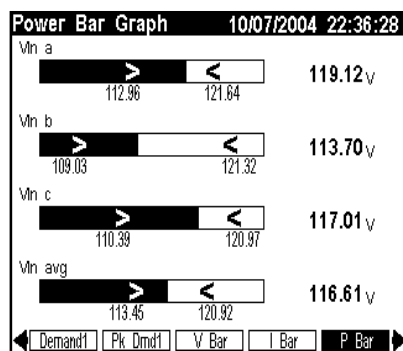 Power Bar Graph 10/07/2004 22:36:28
Vln a
> <
119.12 V
112.96 121.64
Vln b
> <
113.70 V
109.03 121.32
Vln c
> <
117.01 V
110.39 120.97
Vln avg
> <
116.61 V
113.45 120.92
Demand1 Pk Dmd1 V Bar I Bar P Bar